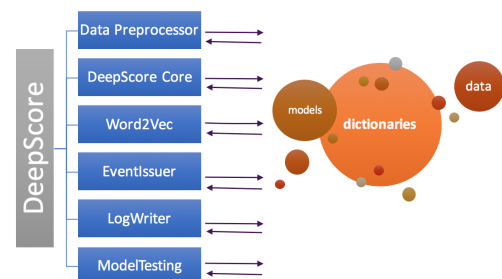 DeepScore
Data Preprocessor
DeepScore Core
Word2Vec
EventIssuer
LogWriter
ModelTesting
models
dictionaries
data